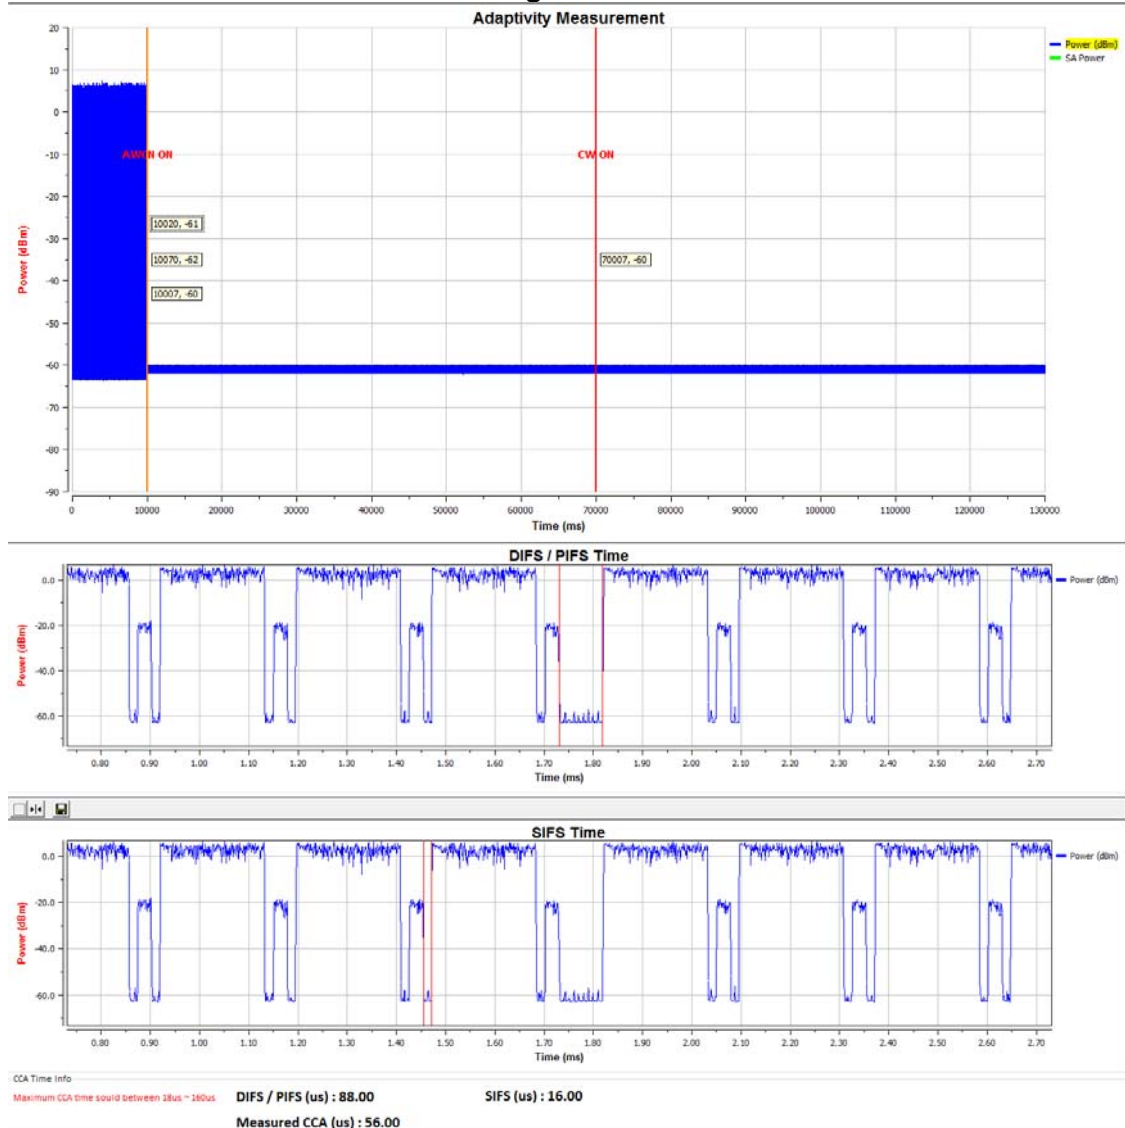 Adaptivity Measurement
20
10
0
-10
-20
-30
-40
-50
-60
-70
-80
-90
Power (dBm)
Power (dBm)
SA Power
AWGN ON
CW ON
10020, -61
10070, -62
10007, -60
70007, -60
0 10000 20000 30000 40000 50000 60000 70000 80000 90000 100000 110000 120000 130000
Time (ms)
DIFS / PIFS Time
0.0
-20.0
-40.0
-60.0
Power (dBm)
Power (dBm)
0.80 0.90 1.00 1.10 1.20 1.30 1.40 1.50 1.60 1.70 1.80 1.90 2.00 2.10 2.20 2.30 2.40 2.50 2.60 2.70
Time (ms)
SIFS Time
0.0
-20.0
-40.0
-60.0
Power (dBm)
Power (dBm)
0.80 0.90 1.00 1.10 1.20 1.30 1.40 1.50 1.60 1.70 1.80 1.90 2.00 2.10 2.20 2.30 2.40 2.50 2.60 2.70
Time (ms)
CCA Time Info
Maximum CCA time sould between 18us ~ 160us DIFS / PIFS (us) : 88.00 SIFS (us) : 16.00
Measured CCA (us) : 56.00